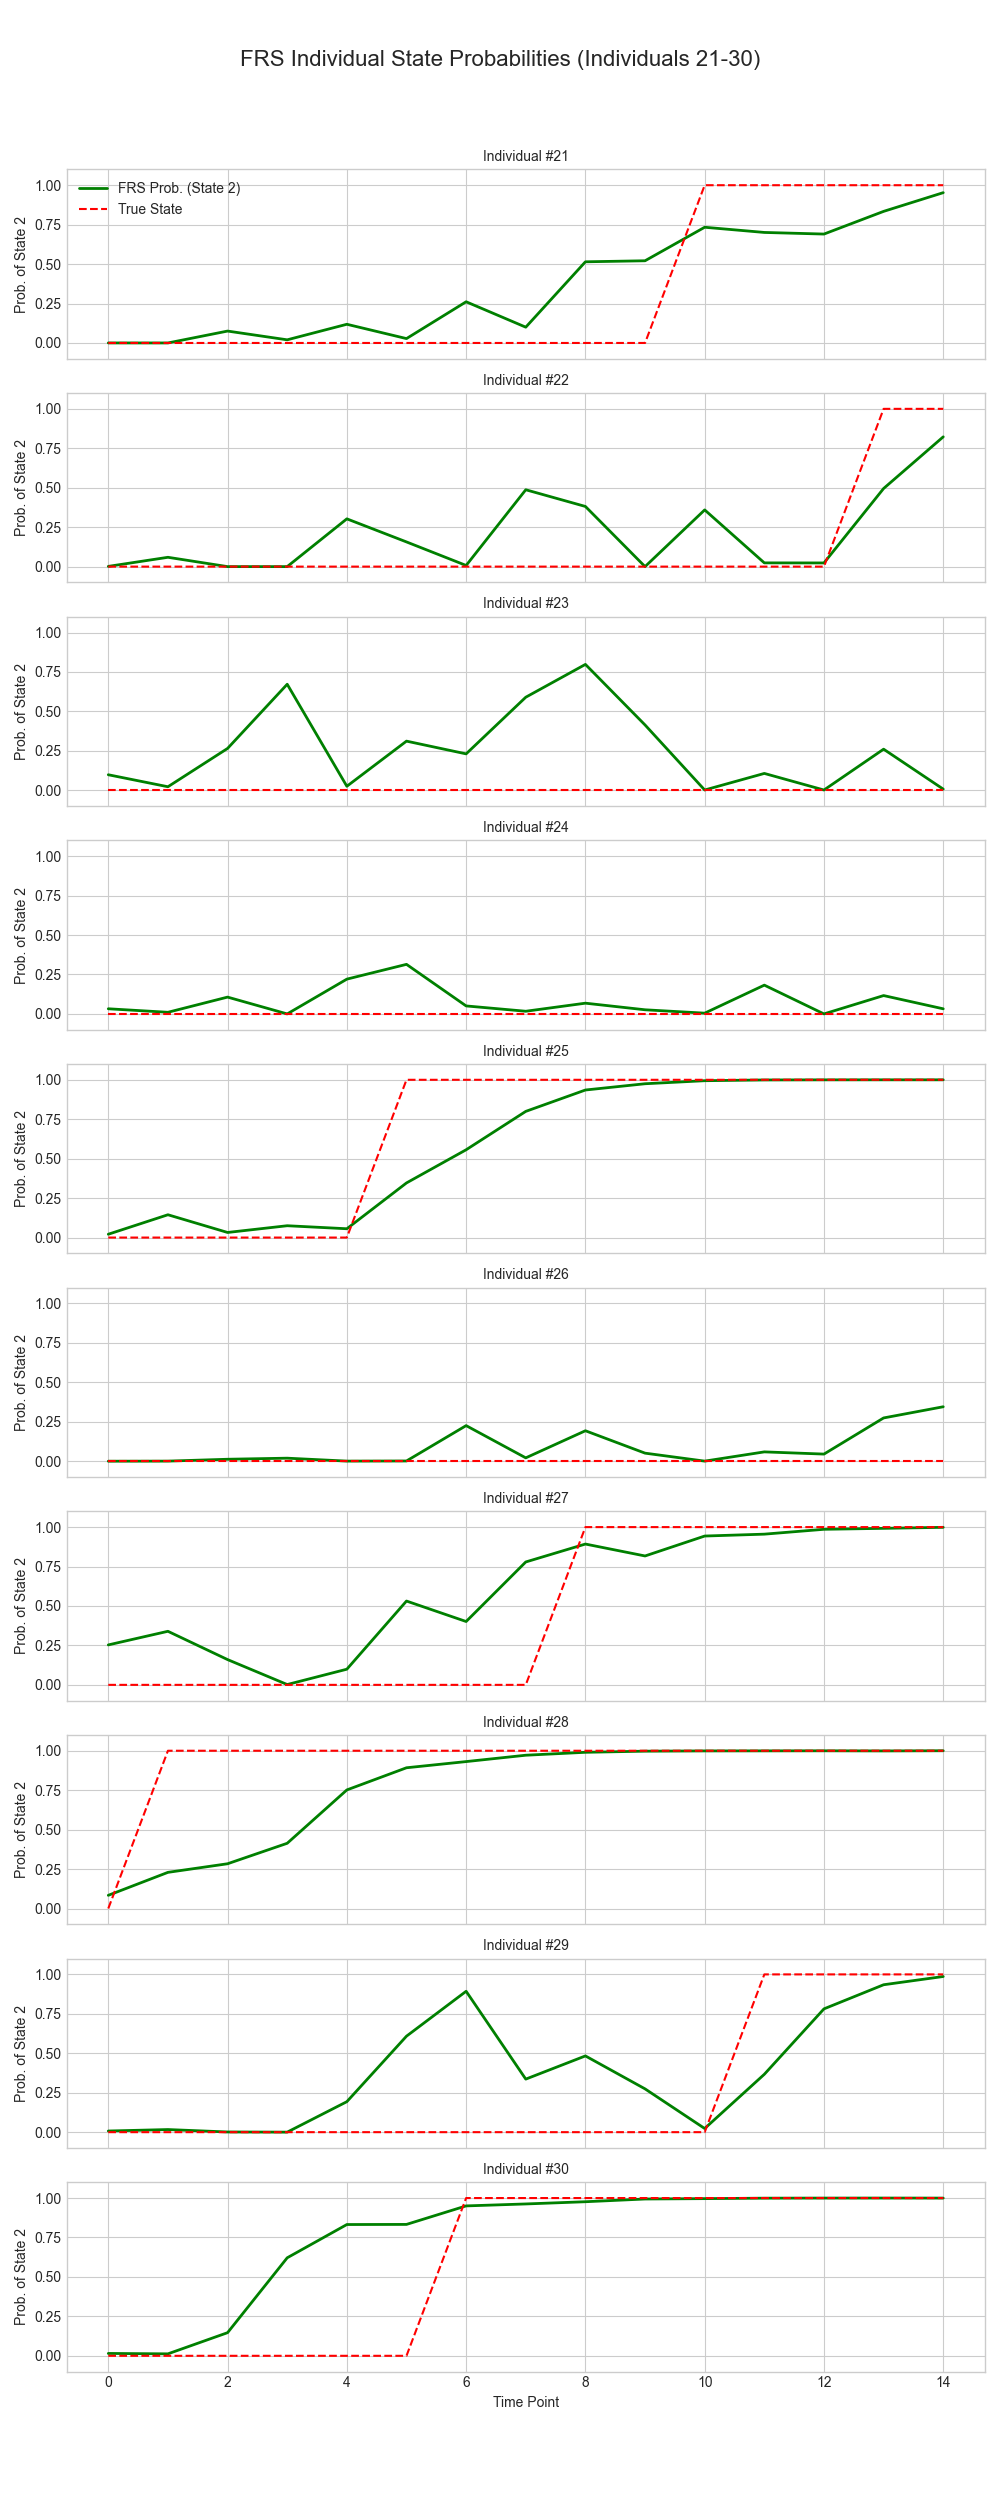 FRS Individual State Probabilities (Individuals 21-30)
Individual #21
FRS Prob. (State 2)
True State
Prob. of State 2
1.00
0.75
0.50
0.25
0.00
Individual #22
Prob. of State 2
1.00
0.75
0.50
0.25
0.00
Individual #23
Prob. of State 2
1.00
0.75
0.50
0.25
0.00
Individual #24
Prob. of State 2
1.00
0.75
0.50
0.25
0.00
Individual #25
Prob. of State 2
1.00
0.75
0.50
0.25
0.00
Individual #26
Prob. of State 2
1.00
0.75
0.50
0.25
0.00
Individual #27
Prob. of State 2
1.00
0.75
0.50
0.25
0.00
Individual #28
Prob. of State 2
1.00
0.75
0.50
0.25
0.00
Individual #29
Prob. of State 2
1.00
0.75
0.50
0.25
0.00
Individual #30
Prob. of State 2
1.00
0.75
0.50
0.25
0.00
0 2 4 6 8 10 12 14
Time Point